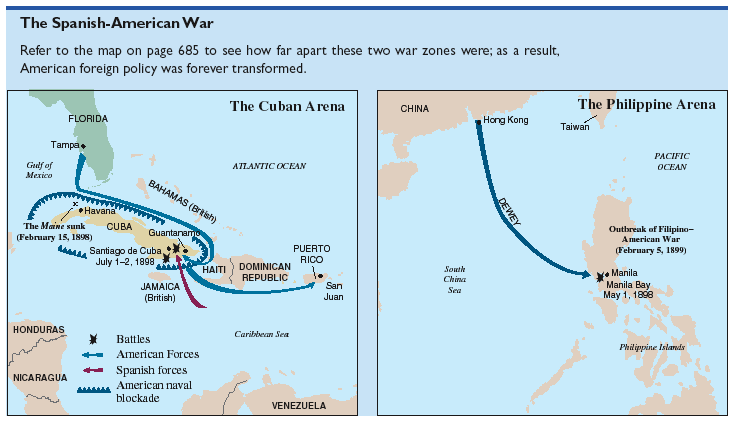 The Spanish-American War
Refer to the map on page 685 to see how far apart these two war zones were; as a result,
American foreign policy was forever transformed.
The Cuban Arena
FLORIDA
Tampa
Gulf of
Mexico
ATLANTIC OCEAN
BAHAMAS (British)
Havana
The Maine sunk
(February 15, 1898)
CUBA
Guantanamo
Santiago de Cuba
July 1–2, 1898
HAITI
DOMINICAN
REPUBLIC
PUERTO
RICO
San
Juan
JAMAICA
(British)
Caribbean Sea
HONDURAS
NICARAGUA
VENEZUELA
Battles
American Forces
Spanish forces
American naval
blockade
The Philippine Arena
CHINA
Hong Kong
Taiwan
PACIFIC
OCEAN
DEWEY
Outbreak of Filipino–
American War
(February 5, 1899)
South
China
Sea
Manila
Manila Bay
May 1, 1898
Philippine Islands